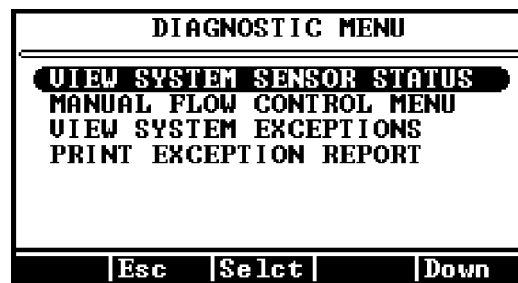 DIAGNOSTIC MENU
VIEW SYSTEM SENSOR STATUS
MANUAL FLOW CONTROL MENU
VIEW SYSTEM EXCEPTIONS
PRINT EXCEPTION REPORT
Esc Selct Down